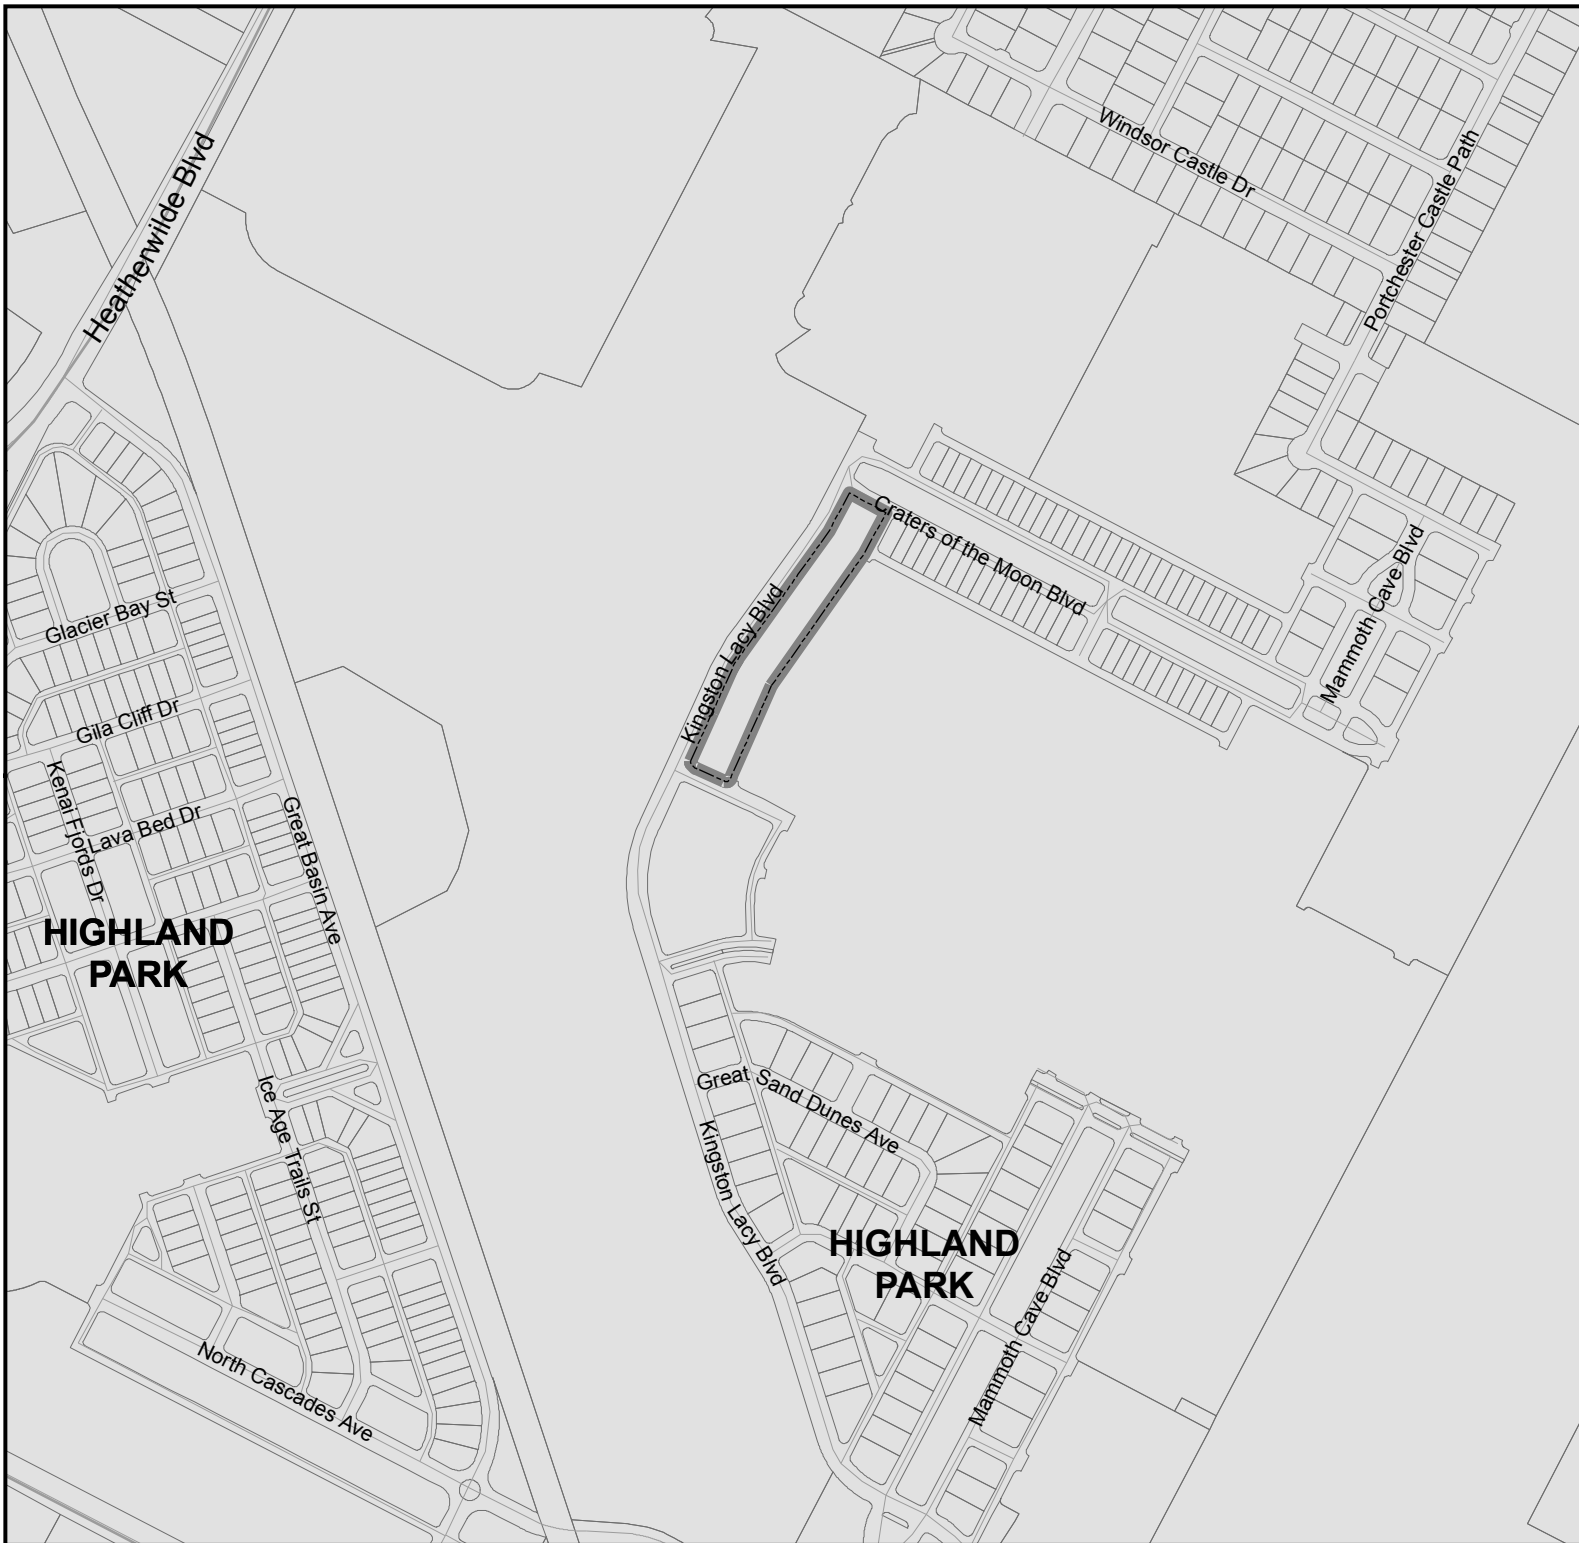 Windsor Castle Dr
Portchester Castle Path
Heatherwilde Blvd
Craters of the Moon Blvd
Mammoth Cave Blvd
Kingston Lacy Blvd
Glacier Bay St
Gila Cliff Dr
Kenai Fjords Dr
Lava Bed Dr
Great Basin Ave
HIGHLAND
PARK
Great Sand Dunes Ave
Ice Age Trails St
Kingston Lacy Blvd
HIGHLAND
PARK
Mammoth Cave Blvd
North Cascades Ave